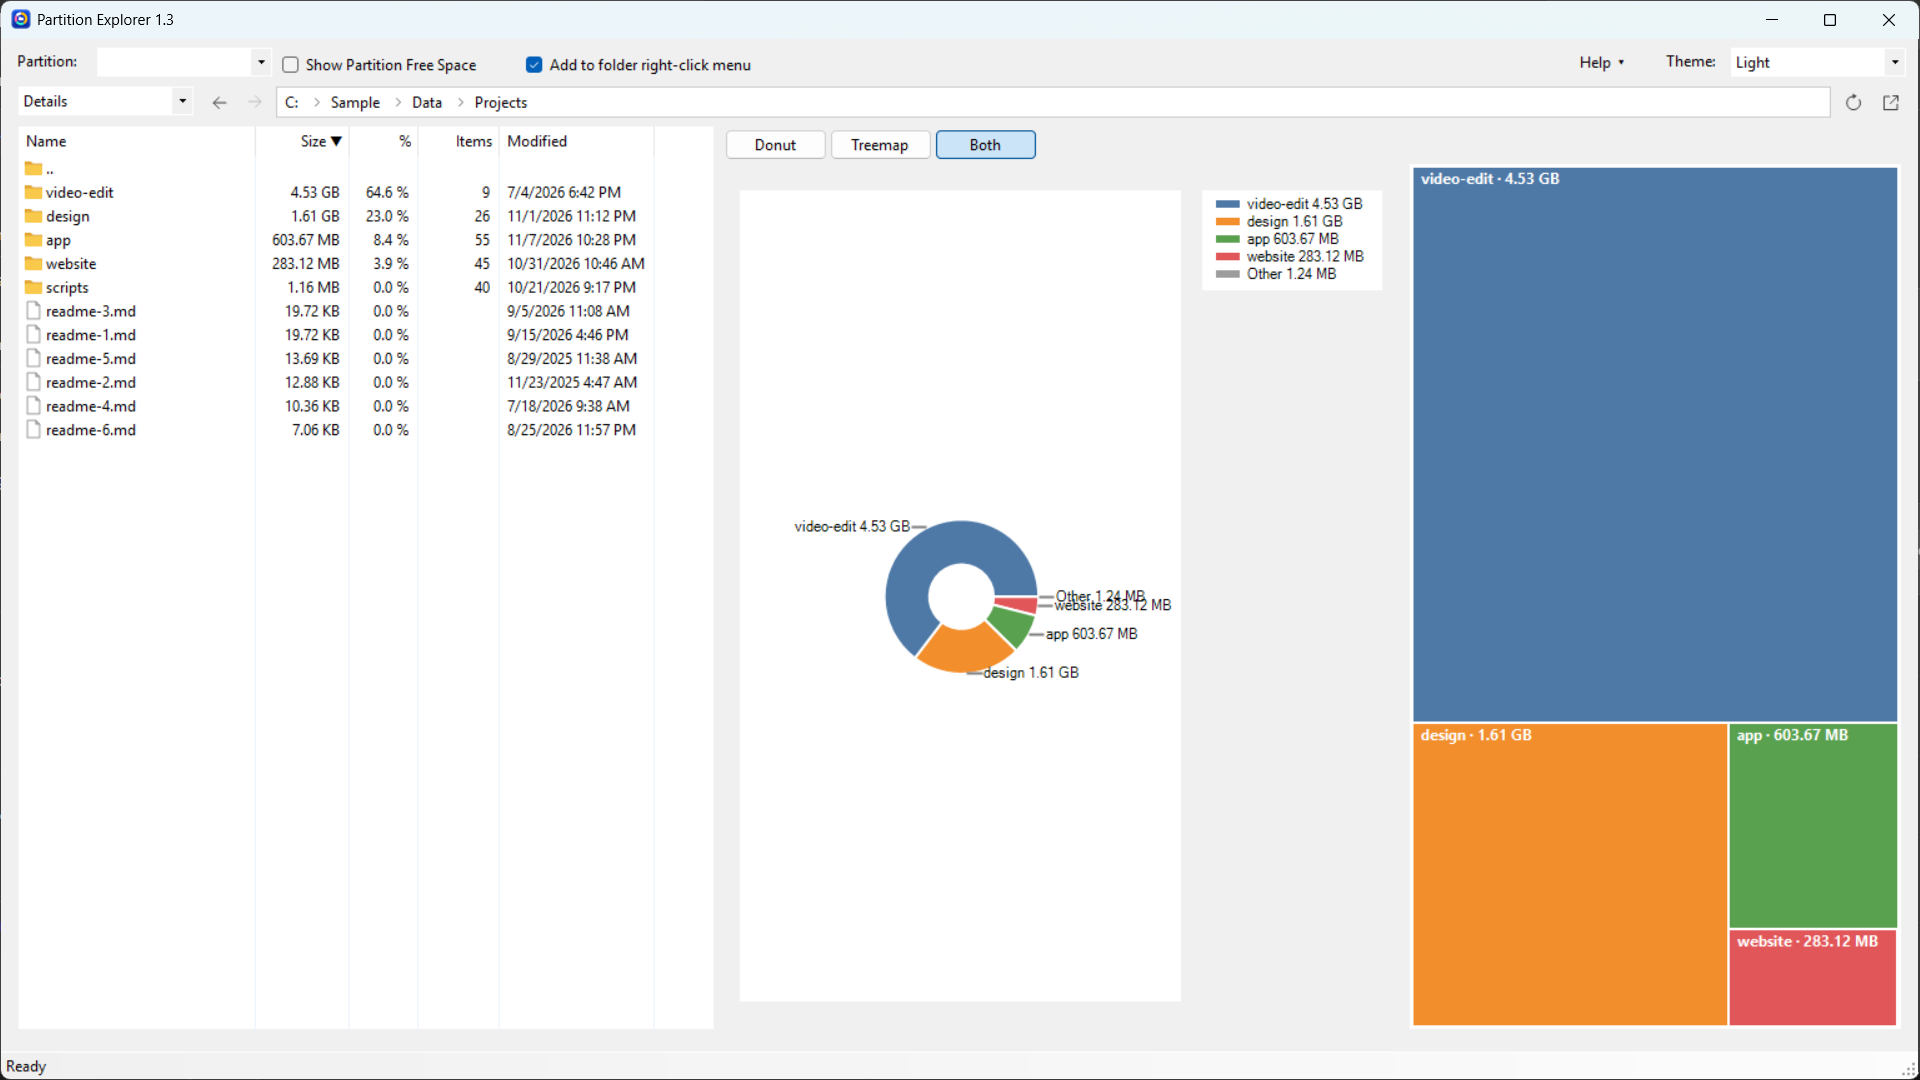 Partition Explorer 1.3
Partition:
Show Partition Free Space
Add to folder right-click menu
Help
Theme: Light
Details
C: > Sample > Data > Projects
Name Size ▼ % Items Modified
..
video-edit 4.53 GB 64.6 % 9 7/4/2026 6:42 PM
design 1.61 GB 23.0 % 26 11/1/2026 11:12 PM
app 603.67 MB 8.4 % 55 11/7/2026 10:28 PM
website 283.12 MB 3.9 % 45 10/31/2026 10:46 AM
scripts 1.16 MB 0.0 % 40 10/21/2026 9:17 PM
readme-3.md 19.72 KB 0.0 % 9/5/2026 11:08 AM
readme-1.md 19.72 KB 0.0 % 9/15/2026 4:46 PM
readme-5.md 13.69 KB 0.0 % 8/29/2025 11:38 AM
readme-2.md 12.88 KB 0.0 % 11/23/2025 4:47 AM
readme-4.md 10.36 KB 0.0 % 7/18/2026 9:38 AM
readme-6.md 7.06 KB 0.0 % 8/25/2026 11:57 PM
Donut Treemap Both
video-edit 4.53 GB
Other 1.24 MB
website 283.12 MB
app 603.67 MB
design 1.61 GB
video-edit 4.53 GB
design 1.61 GB
app 603.67 MB
website 283.12 MB
Other 1.24 MB
video-edit · 4.53 GB
design · 1.61 GB
app · 603.67 MB
website · 283.12 MB
Ready